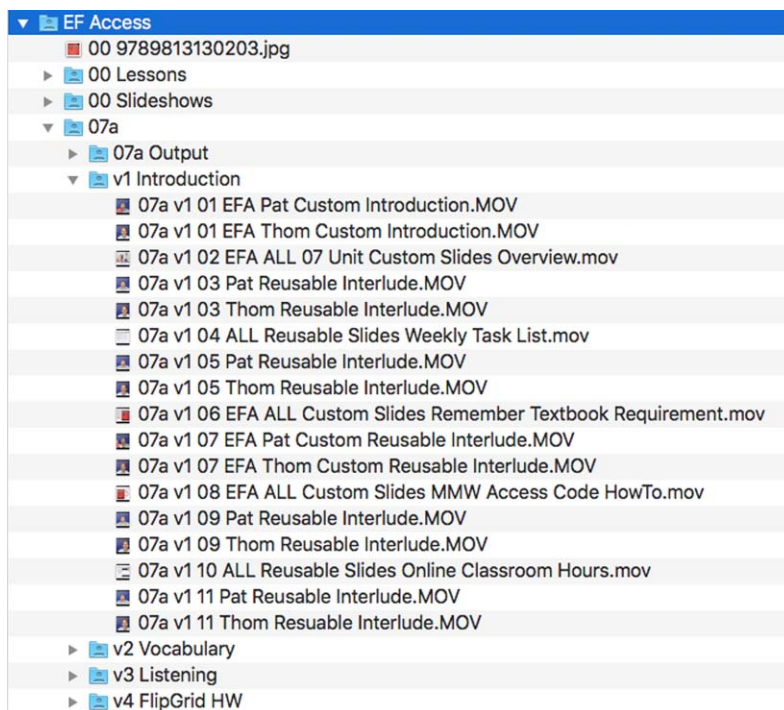 EF Access
00 9789813130203.jpg
00 Lessons
00 Slideshows
07a
07a Output
v1 Introduction
07a v1 01 EFA Pat Custom Introduction.MOV
07a v1 01 EFA Thom Custom Introduction.MOV
07a v1 02 EFA ALL 07 Unit Custom Slides Overview.mov
07a v1 03 Pat Reusable Interlude.MOV
07a v1 03 Thom Reusable Interlude.MOV
07a v1 04 ALL Reusable Slides Weekly Task List.mov
07a v1 05 Pat Reusable Interlude.MOV
07a v1 05 Thom Reusable Interlude.MOV
07a v1 06 EFA ALL Custom Slides Remember Textbook Requirement.mov
07a v1 07 EFA Pat Custom Reusable Interlude.MOV
07a v1 07 EFA Thom Custom Reusable Interlude.MOV
07a v1 08 EFA ALL Custom Slides MMW Access Code HowTo.mov
07a v1 09 Pat Reusable Interlude.MOV
07a v1 09 Thom Reusable Interlude.MOV
07a v1 10 ALL Reusable Slides Online Classroom Hours.mov
07a v1 11 Pat Reusable Interlude.MOV
07a v1 11 Thom Resuable Interlude.MOV
v2 Vocabulary
v3 Listening
v4 FlipGrid HW